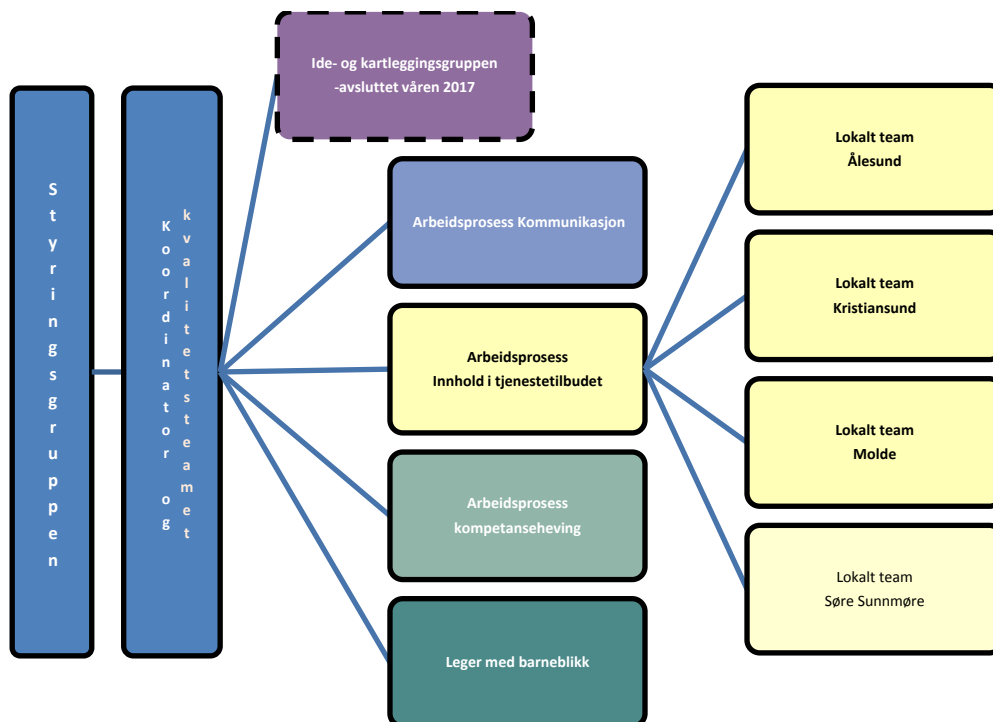 Styringsgruppen
Koordinator og
kvalitetetsteamet
Ide- og kartleggingsgruppen
-avsluttet våren 2017
Arbeidsprosess Kommunikasjon
Arbeidsprosess
Innhold i tjenestetilbudet
Arbeidsprosess
kompetanseheving
Leger med barneblikk
Lokalt team
Ålesund
Lokalt team
Kristiansund
Lokalt team
Molde
Lokalt team
Søre Sunnmøre